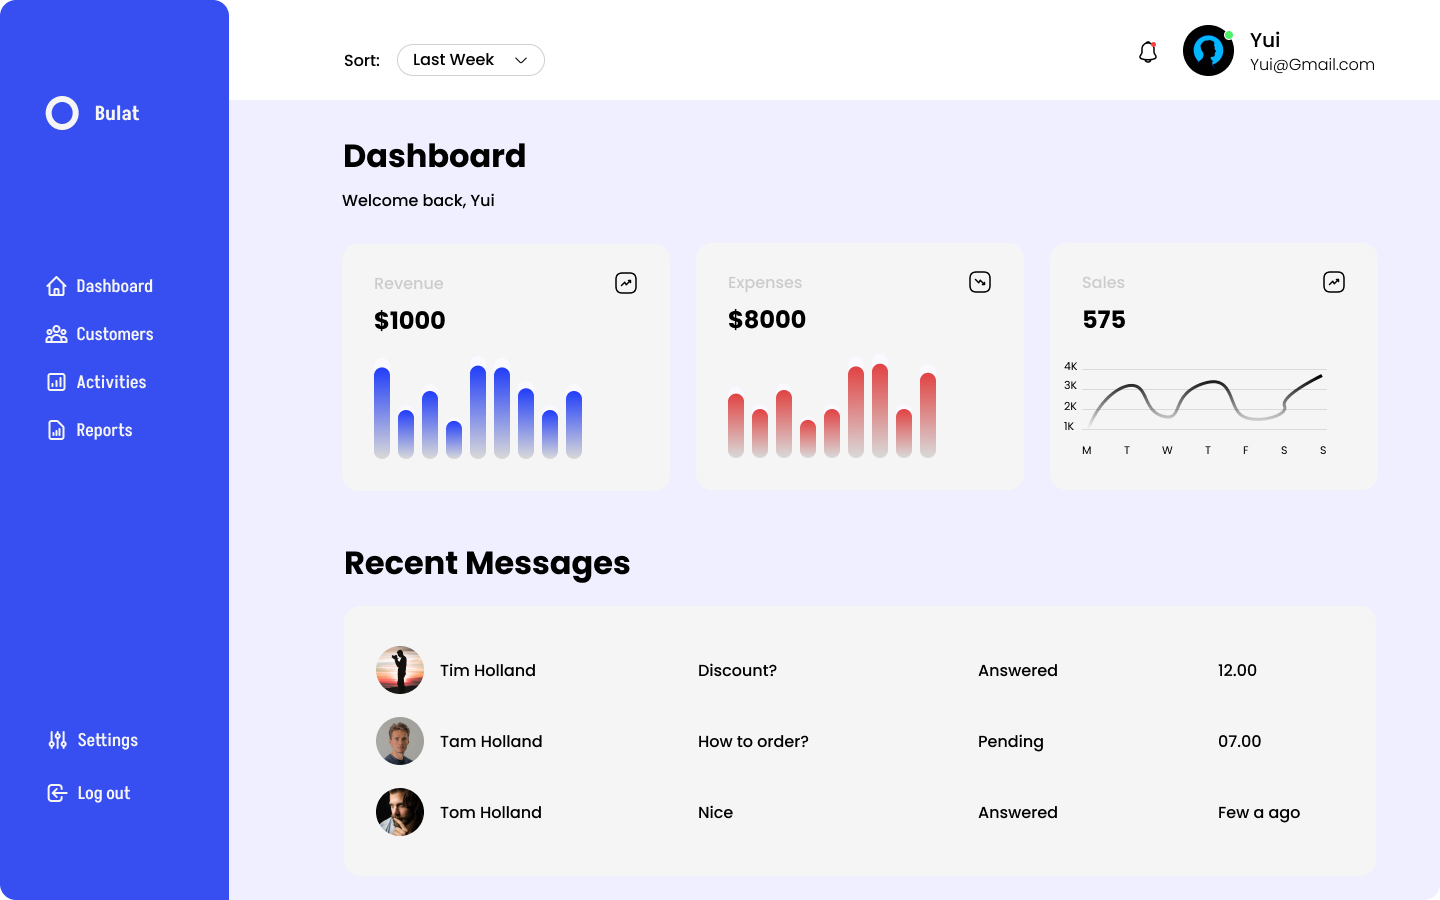 Bulat
Dashboard
Customers
Activities
Reports
Settings
Log out
Sort: Last Week
Yui
Yui@Gmail.com
Dashboard
Welcome back, Yui
Revenue
$1000
Expenses
$8000
Sales
575
4K
3K
2K
1K
M T W T F S S
Recent Messages
Tim Holland Discount? Answered 12.00
Tam Holland How to order? Pending 07.00
Tom Holland Nice Answered Few a ago